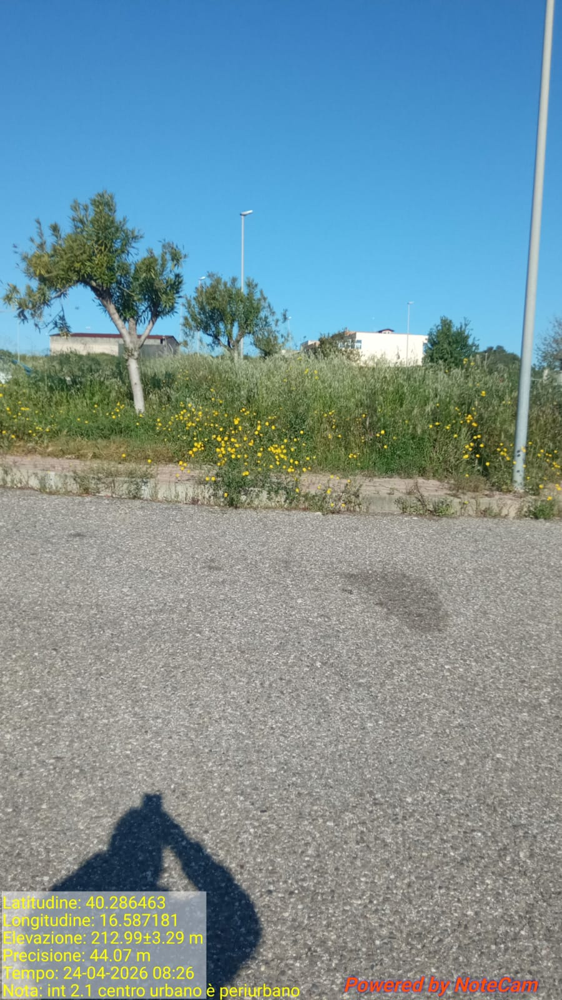 Latitudine: 40.286463
Longitudine: 16.587181
Elevazione: 212.99±3.29 m
Precisione: 44.07 m
Tempo: 24-04-2026 08:26
Nota: int 2.1 centro urbano è periurbano
Powered by NoteCam